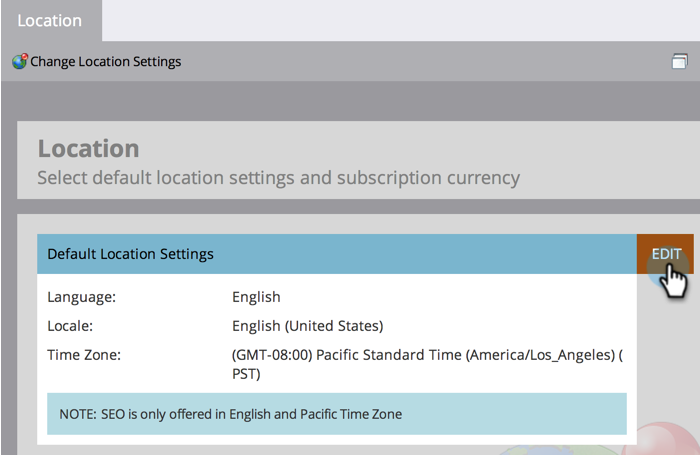 Location
Change Location Settings
Location
Select default location settings and subscription currency
Default Location Settings
EDIT
Language: English
Locale: English (United States)
Time Zone: (GMT-08:00) Pacific Standard Time (America/Los_Angeles) (
PST)
NOTE: SEO is only offered in English and Pacific Time Zone